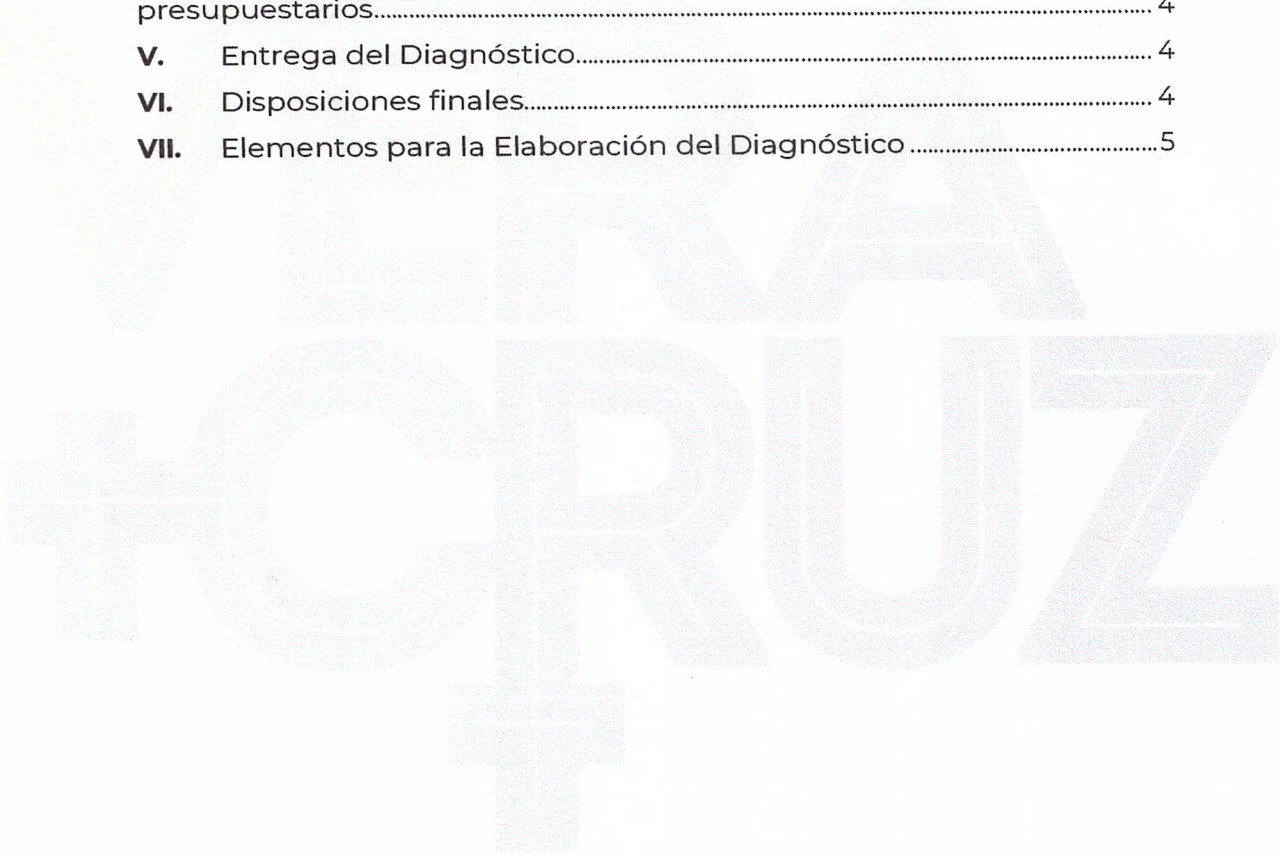 presupuestarios.......... 4
V. Entrega del Diagnóstico.......... 4
VI. Disposiciones finales.......... 4
VII. Elementos para la Elaboración del Diagnóstico .......... 5
VERA
CRUZ